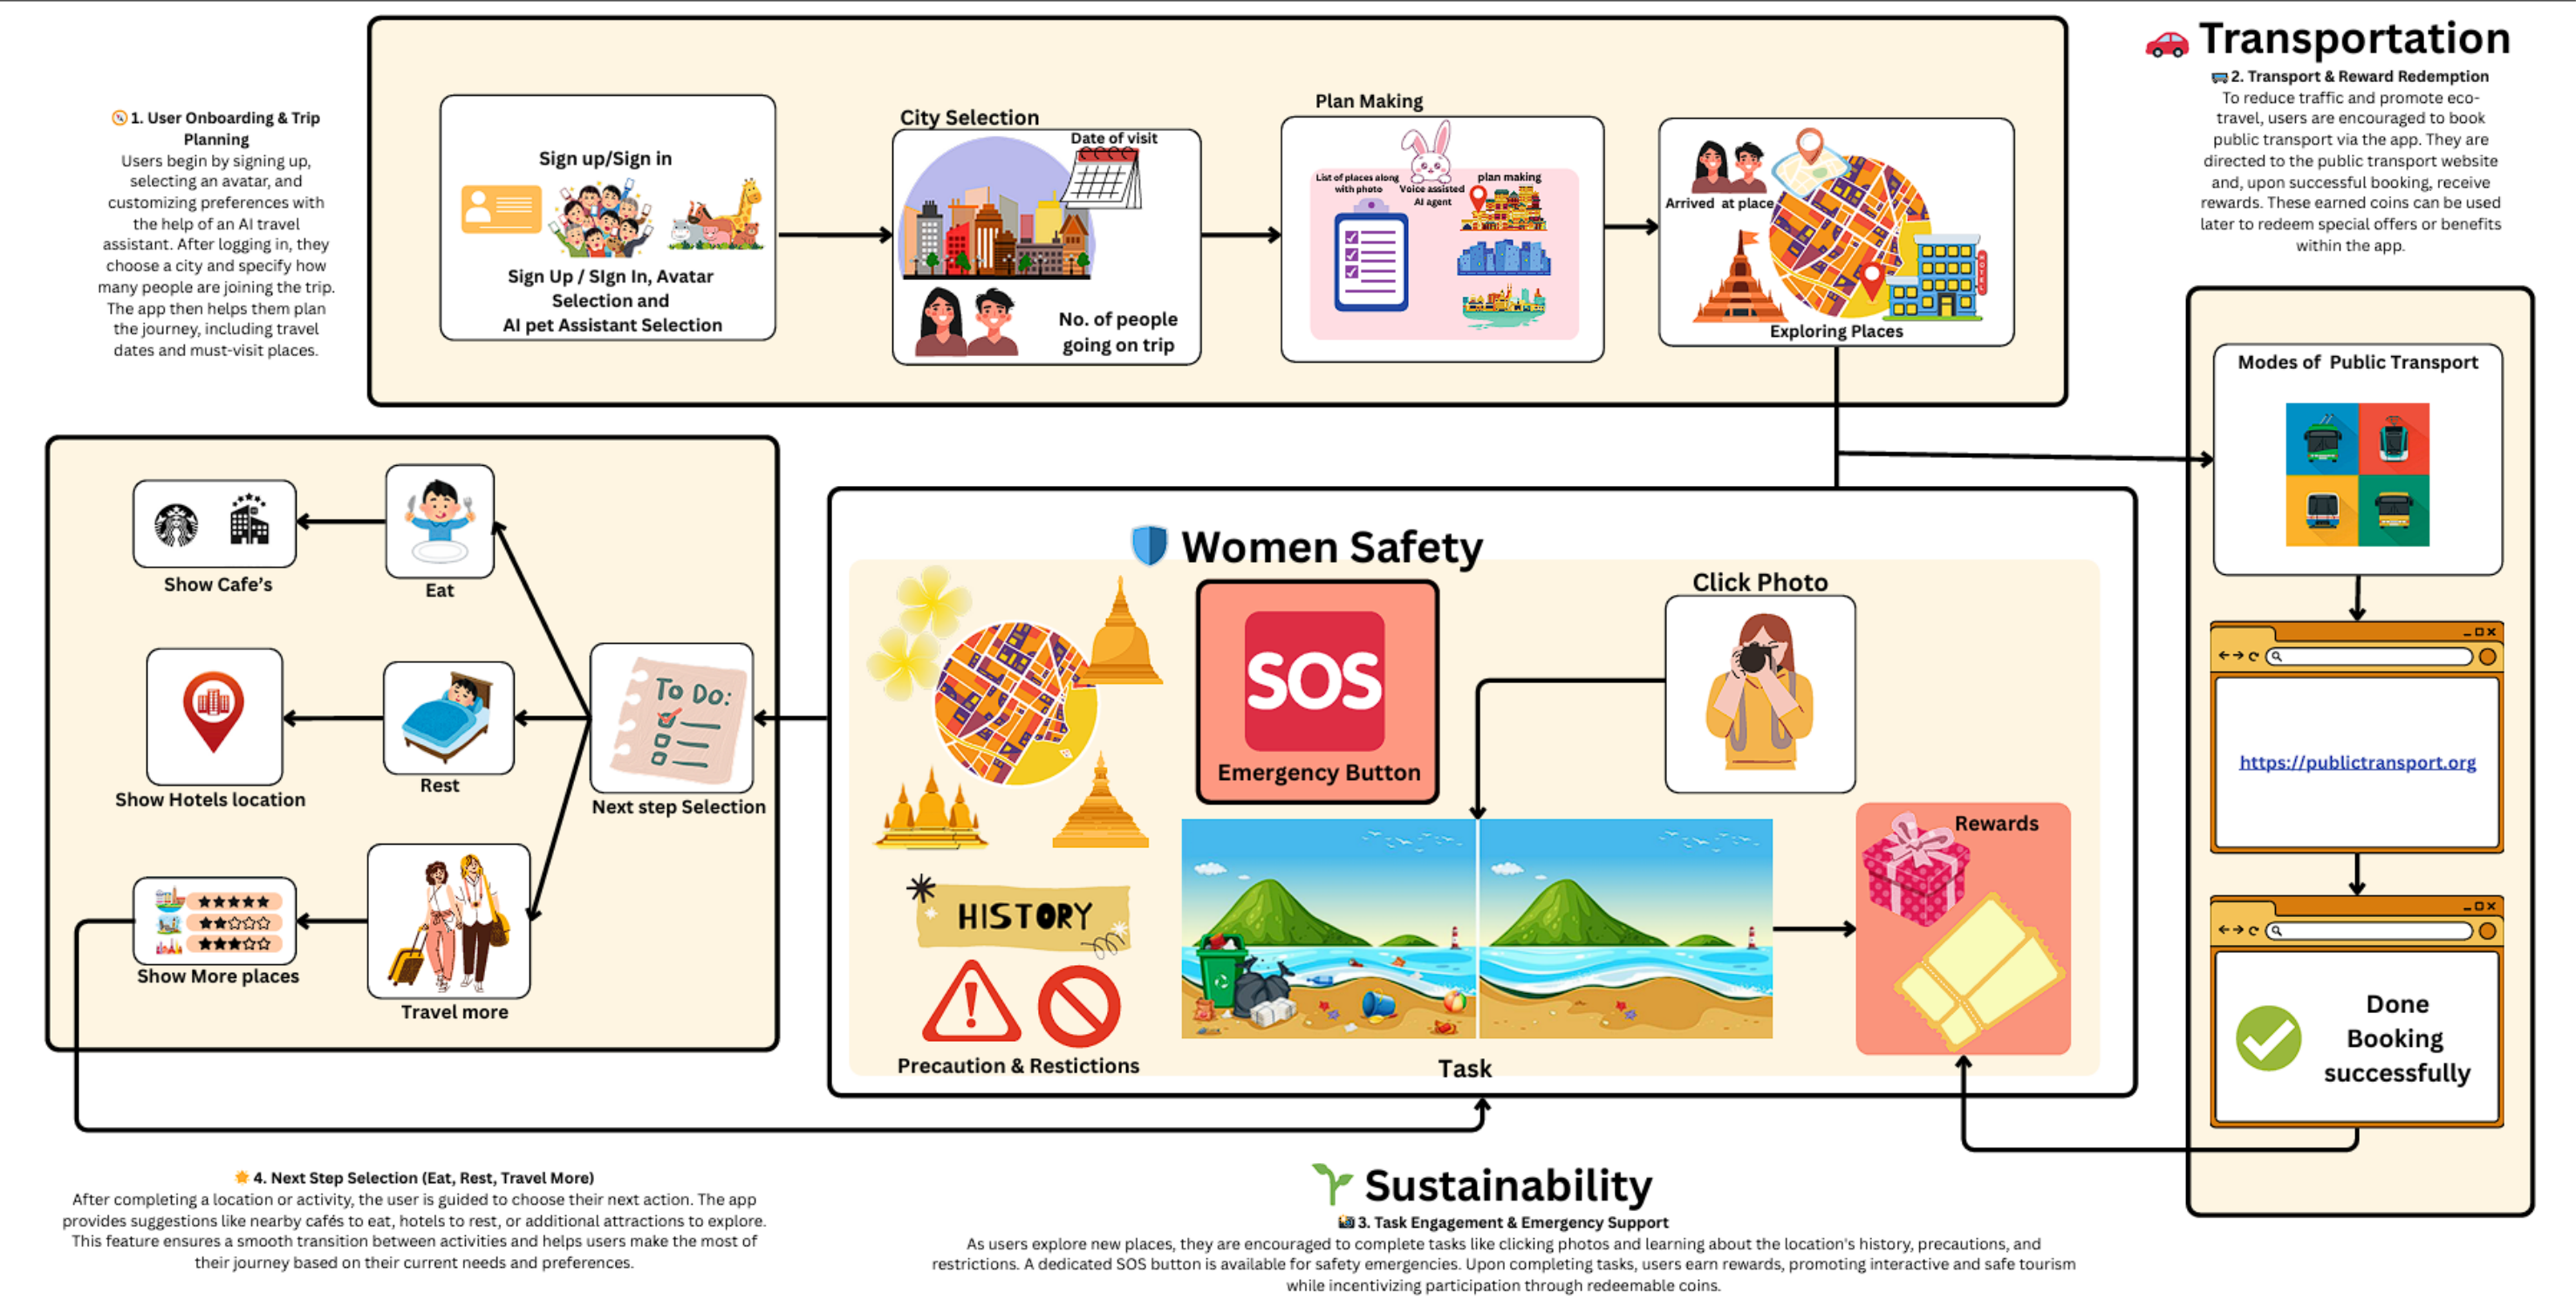 1. User Onboarding & Trip
Planning
Users begin by signing up,
selecting an avatar, and
customizing preferences with
the help of an AI travel
assistant. After logging in, they
choose a city and specify how
many people are joining the trip.
The app then helps them plan
the journey, including travel
dates and must-visit places.
Sign up/Sign in
Sign Up / SIgn In, Avatar
Selection and
AI pet Assistant Selection
City Selection
Date of visit
No. of people
going on trip
Plan Making
List of places along
with photo
Voice assisted
AI agent
plan making
Arrived at place
HOTEL
Exploring Places
Transportation
2. Transport & Reward Redemption
To reduce traffic and promote eco-
travel, users are encouraged to book
public transport via the app. They are
directed to the public transport website
and, upon successful booking, receive
rewards. These earned coins can be used
later to redeem special offers or benefits
within the app.
Modes of Public Transport
https://publictransport.org
Done
Booking
successfully
Show Cafe's
Eat
Show Hotels location
Rest
To Do:
Next step Selection
Show More places
Travel more
Women Safety
SOS
Emergency Button
Click Photo
HISTORY
Precaution & Restictions
Task
Rewards
4. Next Step Selection (Eat, Rest, Travel More)
After completing a location or activity, the user is guided to choose their next action. The app
provides suggestions like nearby cafés to eat, hotels to rest, or additional attractions to explore.
This feature ensures a smooth transition between activities and helps users make the most of
their journey based on their current needs and preferences.
Sustainability
3. Task Engagement & Emergency Support
As users explore new places, they are encouraged to complete tasks like clicking photos and learning about the location's history, precautions, and
restrictions. A dedicated SOS button is available for safety emergencies. Upon completing tasks, users earn rewards, promoting interactive and safe tourism
while incentivizing participation through redeemable coins.